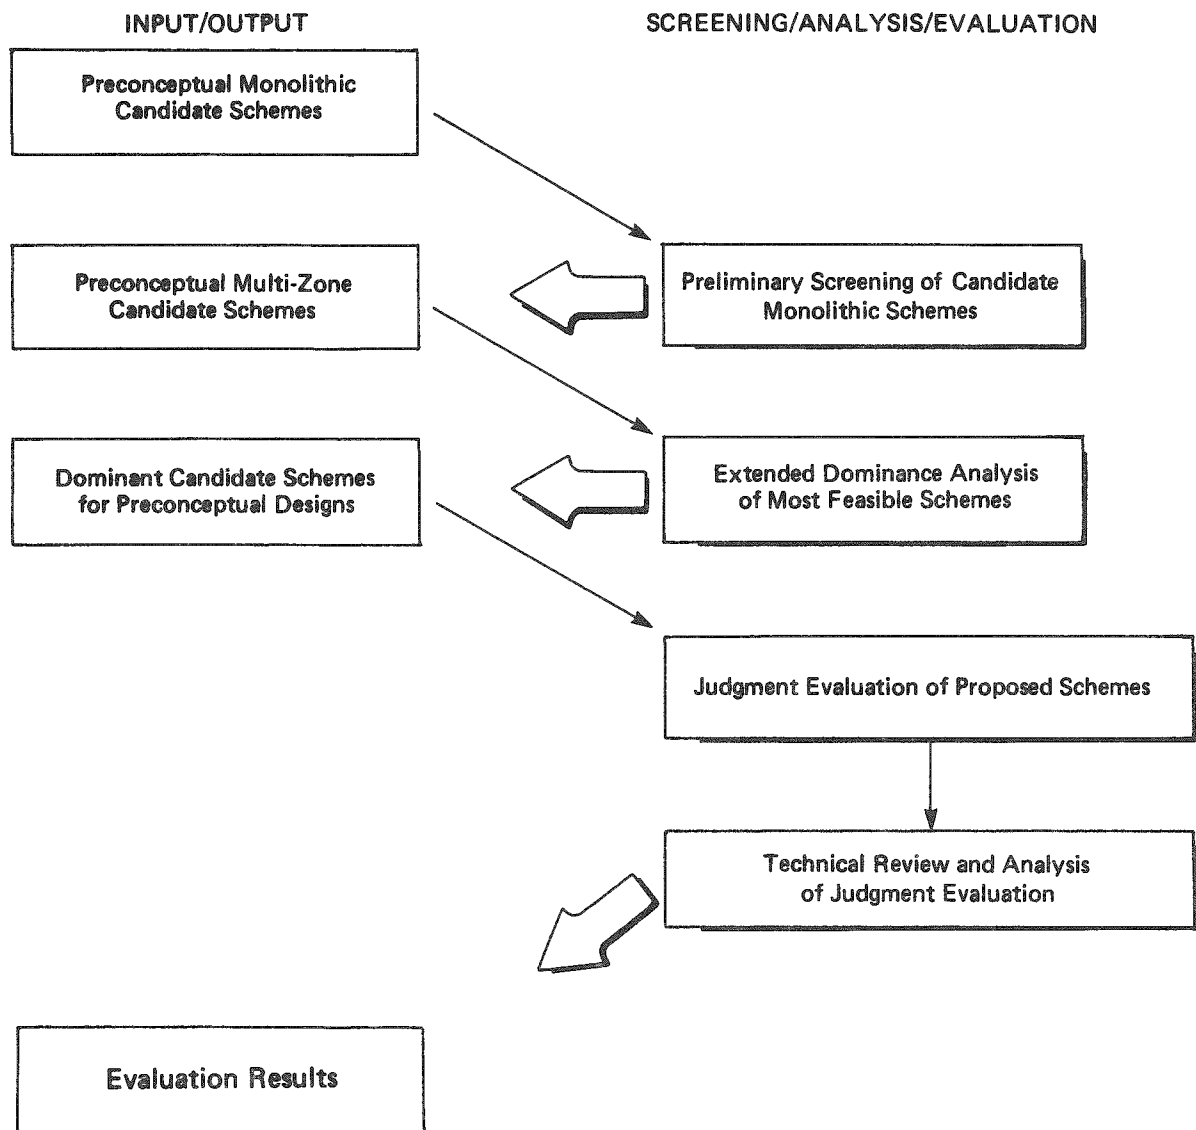 INPUT/OUTPUT
SCREENING/ANALYSIS/EVALUATION
Preconceptual Monolithic
Candidate Schemes
Preconceptual Multi-Zone
Candidate Schemes
Preliminary Screening of Candidate
Monolithic Schemes
Dominant Candidate Schemes
for Preconceptual Designs
Extended Dominance Analysis
of Most Feasible Schemes
Judgment Evaluation of Proposed Schemes
Technical Review and Analysis
of Judgment Evaluation
Evaluation Results